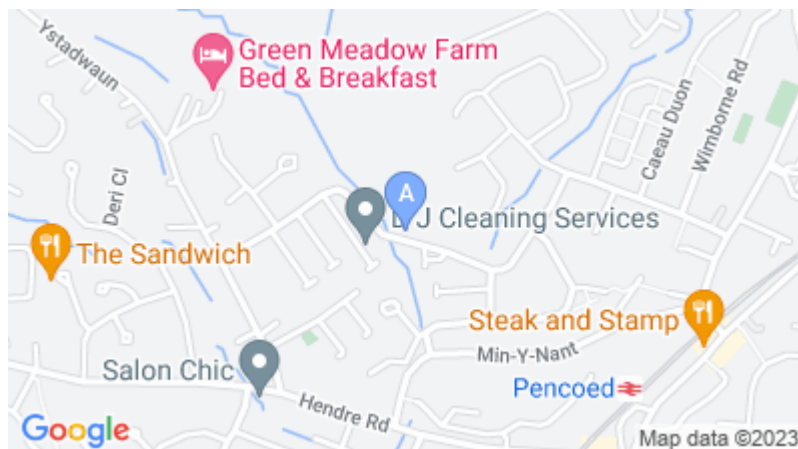 Ystadwaun
Green Meadow Farm
Bed & Breakfast
Deri Cl
Caeau Duon
Wimborne Rd
A
J Cleaning Services
The Sandwich
Steak and Stamp
Min-Y-Nant
Salon Chic
Pencoed
Hendre Rd
Google
Map data ©2023